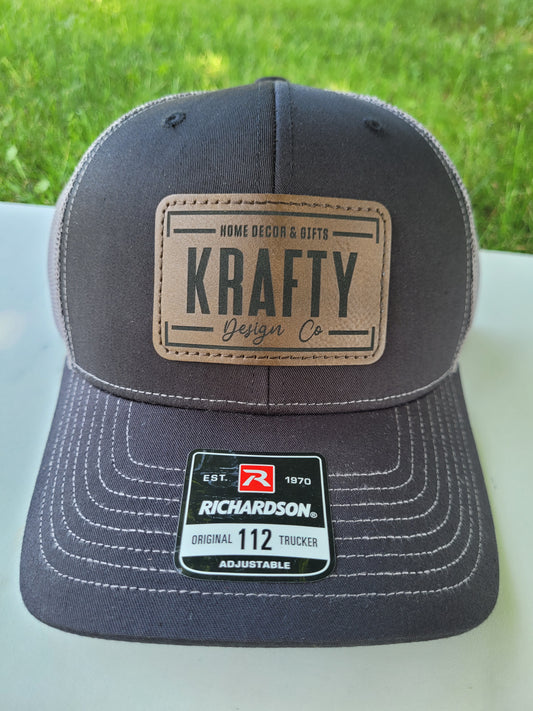 HOME DECOR & GIFTS
KRAFTY
Design Co
EST. R 1970
RICHARDSON®
ORIGINAL 112 TRUCKER
ADJUSTABLE